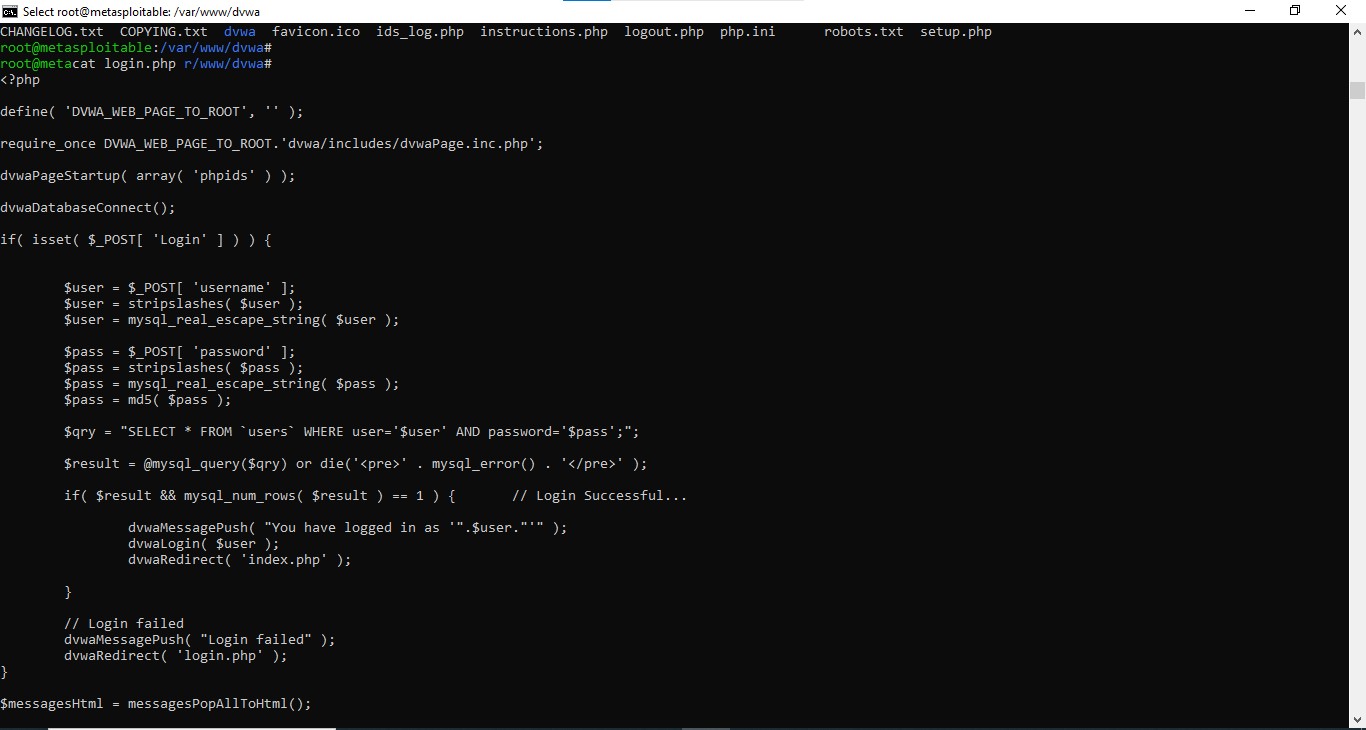 Select root@metasploitable: /var/www/dvwa
CHANGELOG.txt  COPYING.txt  dvwa  favicon.ico  ids_log.php  instructions.php  logout.php  php.ini      robots.txt  setup.php
root@metasploitable:/var/www/dvwa#
root@metacat login.php r/www/dvwa#
<?php
define( 'DVWA_WEB_PAGE_TO_ROOT', '' );
require_once DVWA_WEB_PAGE_TO_ROOT.'dvwa/includes/dvwaPage.inc.php';
dvwaPageStartup( array( 'phpids' ) );
dvwaDatabaseConnect();
if( isset( $_POST[ 'Login' ] ) ) {
        $user = $_POST[ 'username' ];
        $user = stripslashes( $user );
        $user = mysql_real_escape_string( $user );
        $pass = $_POST[ 'password' ];
        $pass = stripslashes( $pass );
        $pass = mysql_real_escape_string( $pass );
        $pass = md5( $pass );
        $qry = "SELECT * FROM `users` WHERE user='$user' AND password='$pass';";
        $result = @mysql_query($qry) or die('<pre>' . mysql_error() . '</pre>' );
        if( $result && mysql_num_rows( $result ) == 1 ) {       // Login Successful...
                dvwaMessagePush( "You have logged in as '".$user."'" );
                dvwaLogin( $user );
                dvwaRedirect( 'index.php' );
        }
        // Login failed
        dvwaMessagePush( "Login failed" );
        dvwaRedirect( 'login.php' );
}
$messagesHtml = messagesPopAllToHtml();